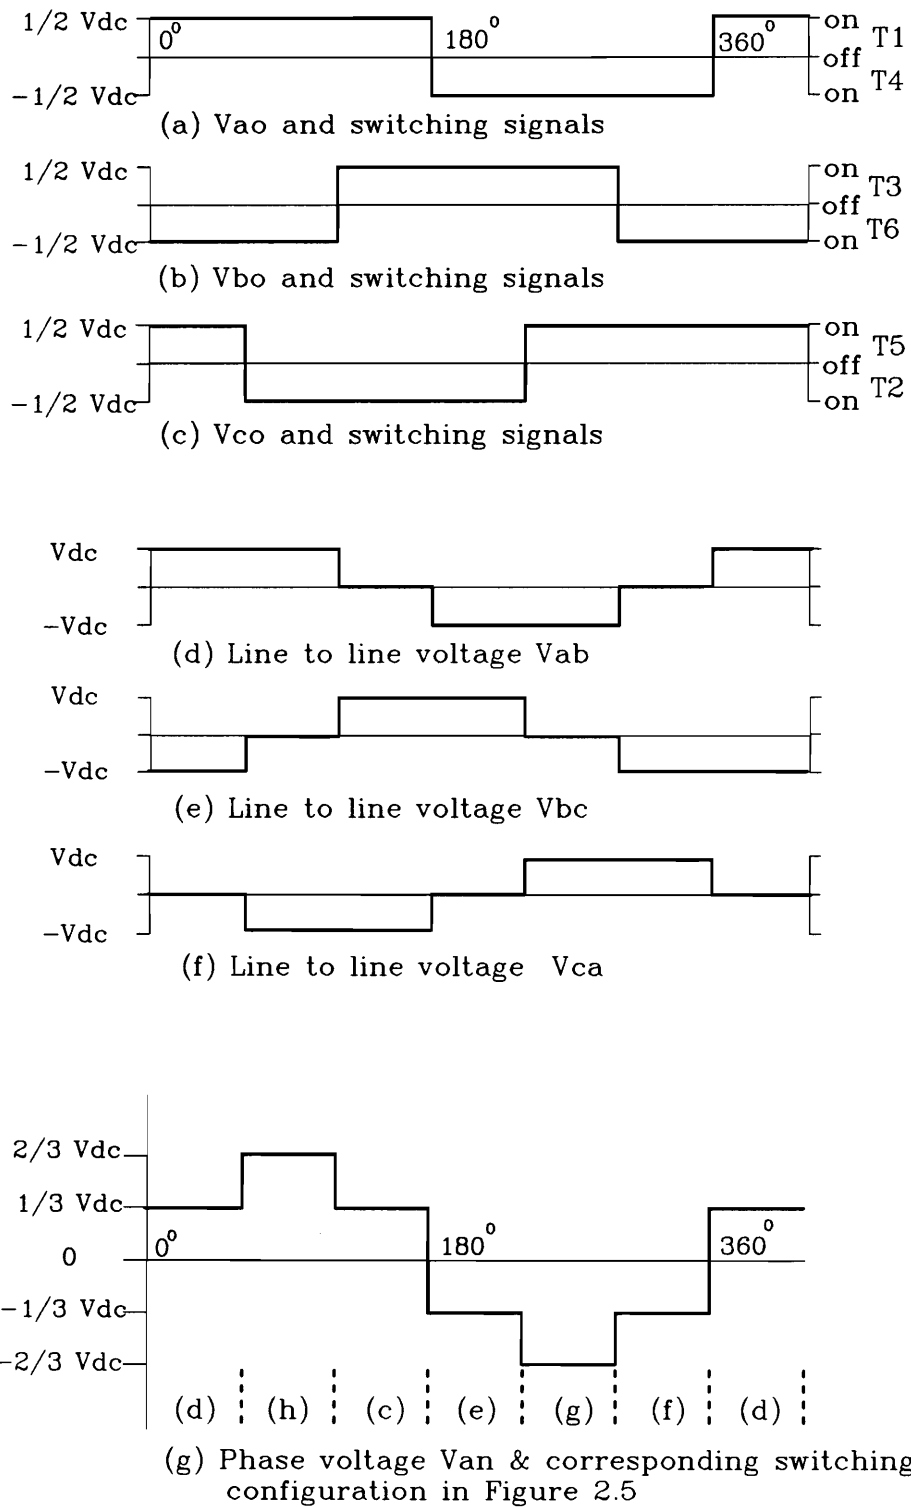 1/2 Vdc
0° 180° 360°
on
T1
off
T4
-1/2 Vdc
on
(a) Vao and switching signals
1/2 Vdc
on
T3
off
T6
-1/2 Vdc
on
(b) Vbo and switching signals
1/2 Vdc
on
T5
off
T2
-1/2 Vdc
on
(c) Vco and switching signals
Vdc
-Vdc
(d) Line to line voltage Vab
Vdc
-Vdc
(e) Line to line voltage Vbc
Vdc
-Vdc
(f) Line to line voltage Vca
2/3 Vdc
1/3 Vdc
0° 180° 360°
0
-1/3 Vdc
-2/3 Vdc
(d) (h) (c) (e) (g) (f) (d)
(g) Phase voltage Van & corresponding switching
configuration in Figure 2.5